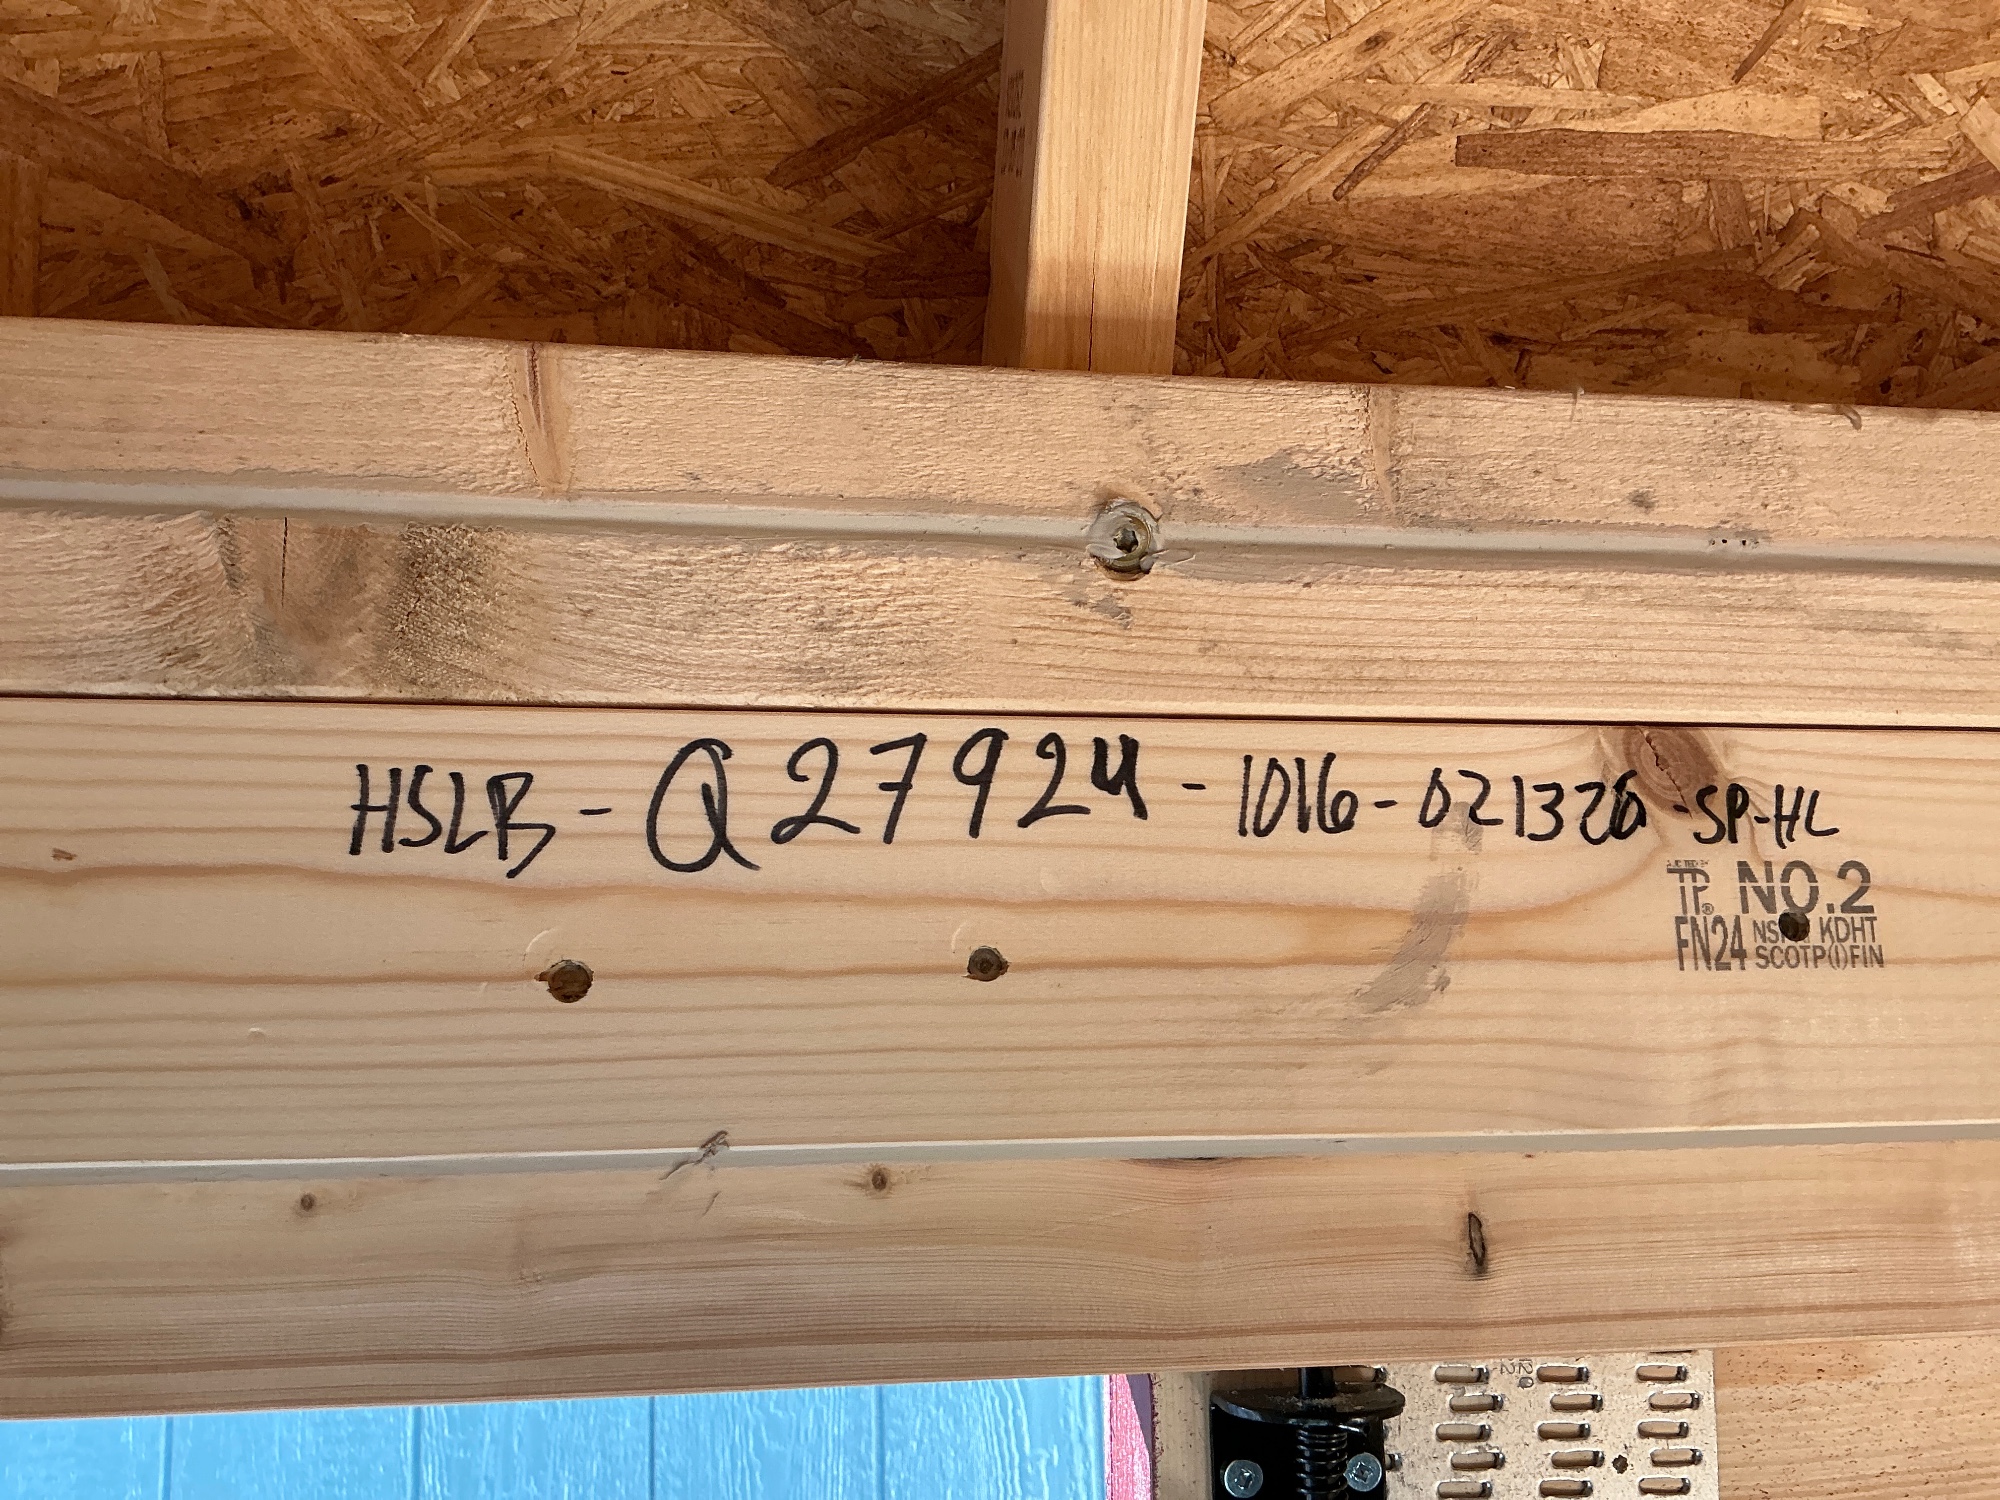 HSLB-Q27924-1016-021326-SP-HL
TP® NO.2
FN24 KDHT
SCOTP(I)FIN